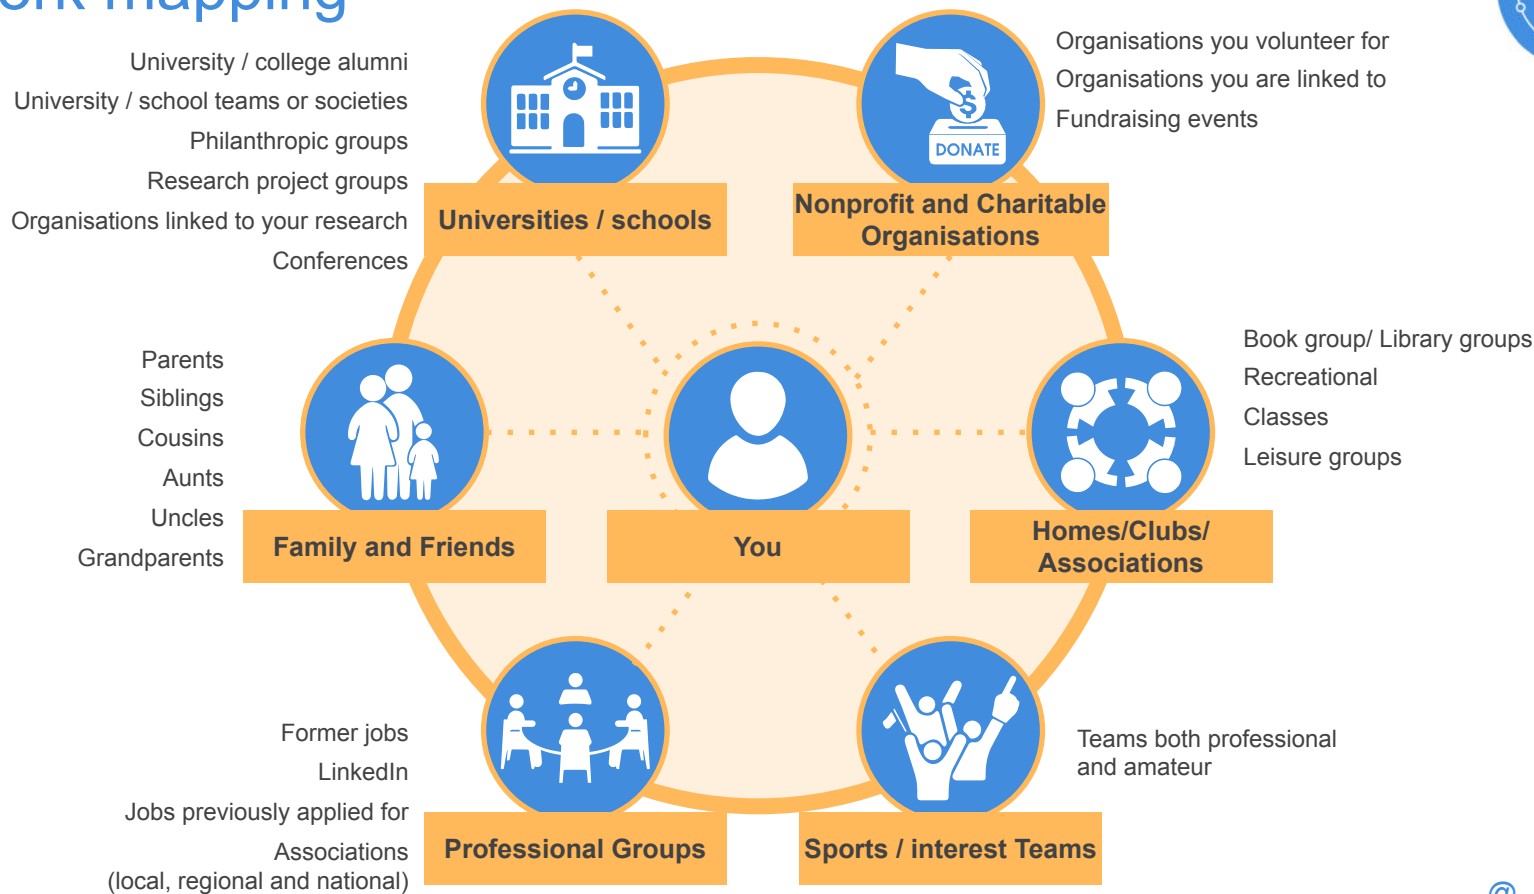 ork mapping
University / college alumni
University / school teams or societies
Philanthropic groups
Research project groups
Organisations linked to your research
Conferences
Universities / schools
DONATE
$
Nonprofit and Charitable
Organisations
Organisations you volunteer for
Organisations you are linked to
Fundraising events
Parents
Siblings
Cousins
Aunts
Uncles
Grandparents
Family and Friends
You
Homes/Clubs/
Associations
Book group/ Library groups
Recreational
Classes
Leisure groups
Former jobs
LinkedIn
Jobs previously applied for
Associations
(local, regional and national)
Professional Groups
Sports / interest Teams
Teams both professional
and amateur
@